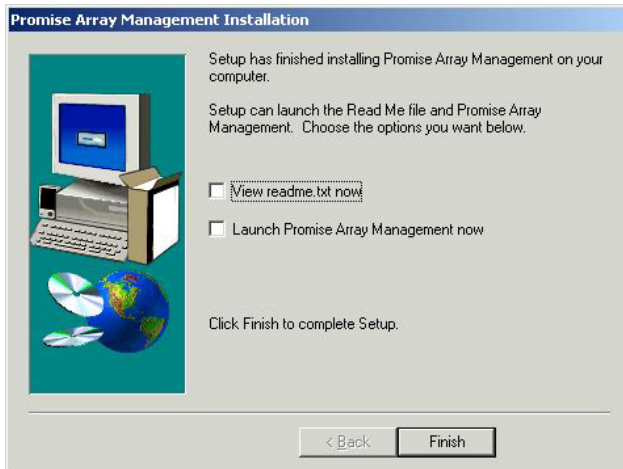 Promise Array Management Installation
Setup has finished installing Promise Array Management on your
computer.
Setup can launch the Read Me file and Promise Array
Management. Choose the options you want below.
View readme.txt now
Launch Promise Array Management now
Click Finish to complete Setup.
< Back
Finish